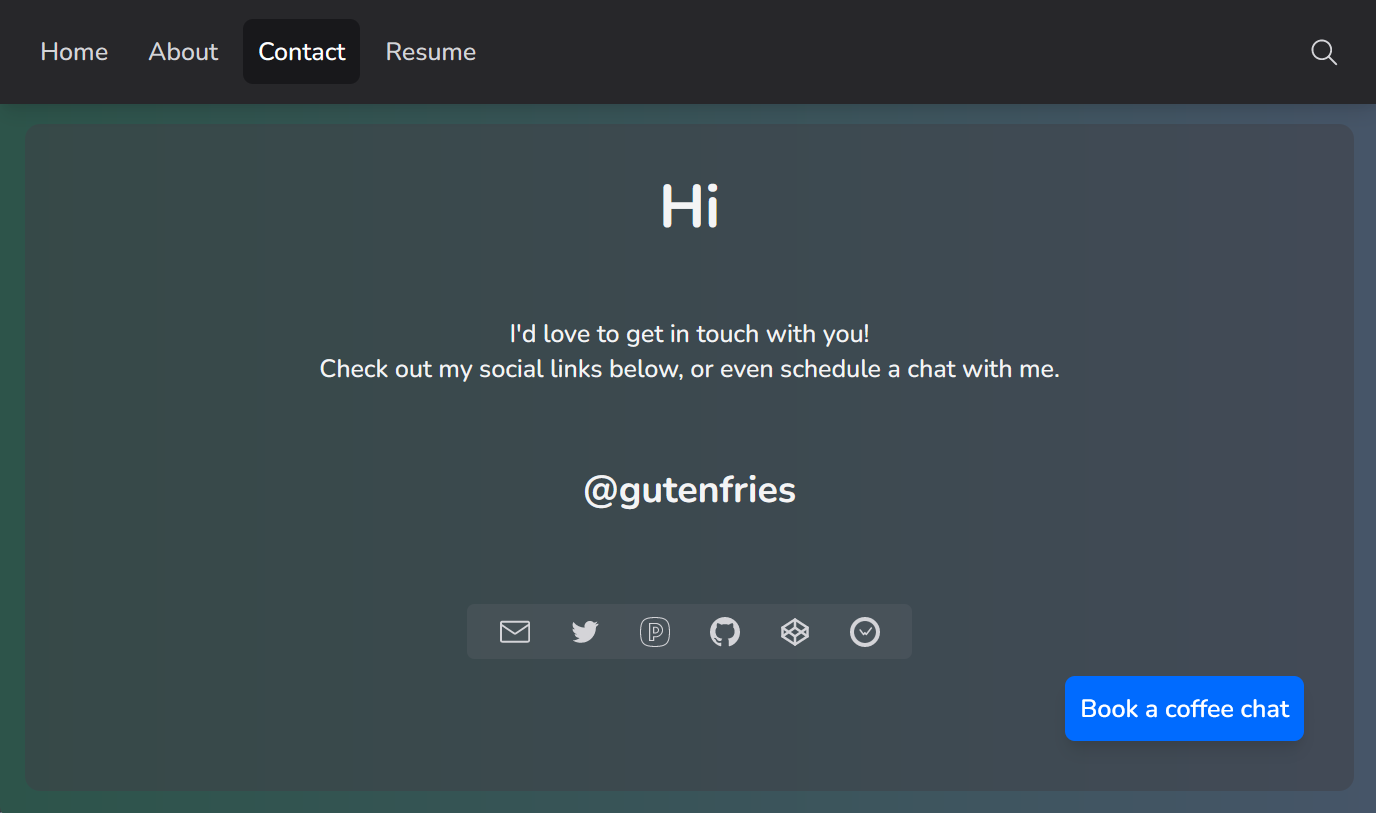 Home
About
Contact
Resume
Hi
I'd love to get in touch with you!
Check out my social links below, or even schedule a chat with me.
@gutenfries
Book a coffee chat